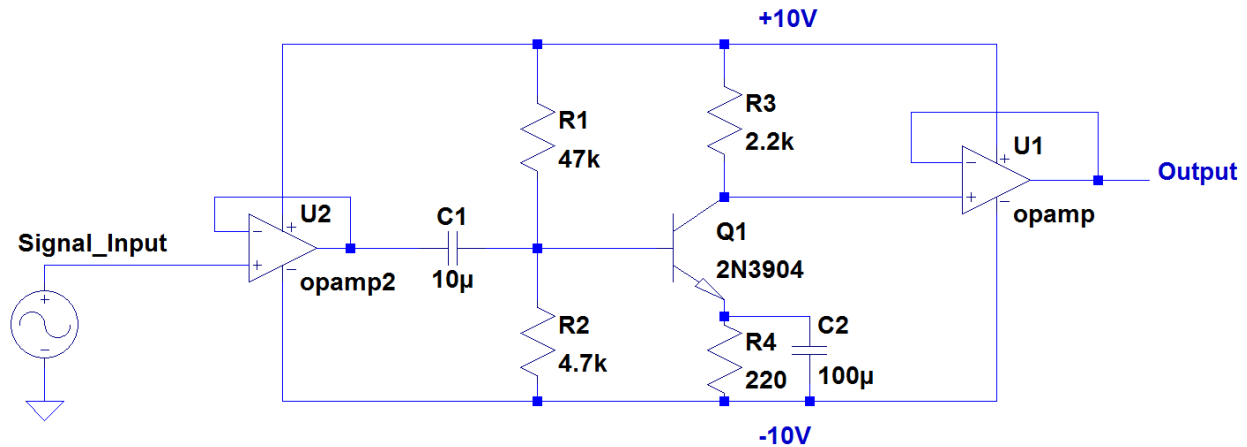 +10V
R1
47k
R3
2.2k
U1
+
−
+
−
opamp
Output
Signal_Input
U2
+
−
+
−
opamp2
C1
10µ
Q1
2N3904
R2
4.7k
R4
220
C2
100µ
+
−
-10V